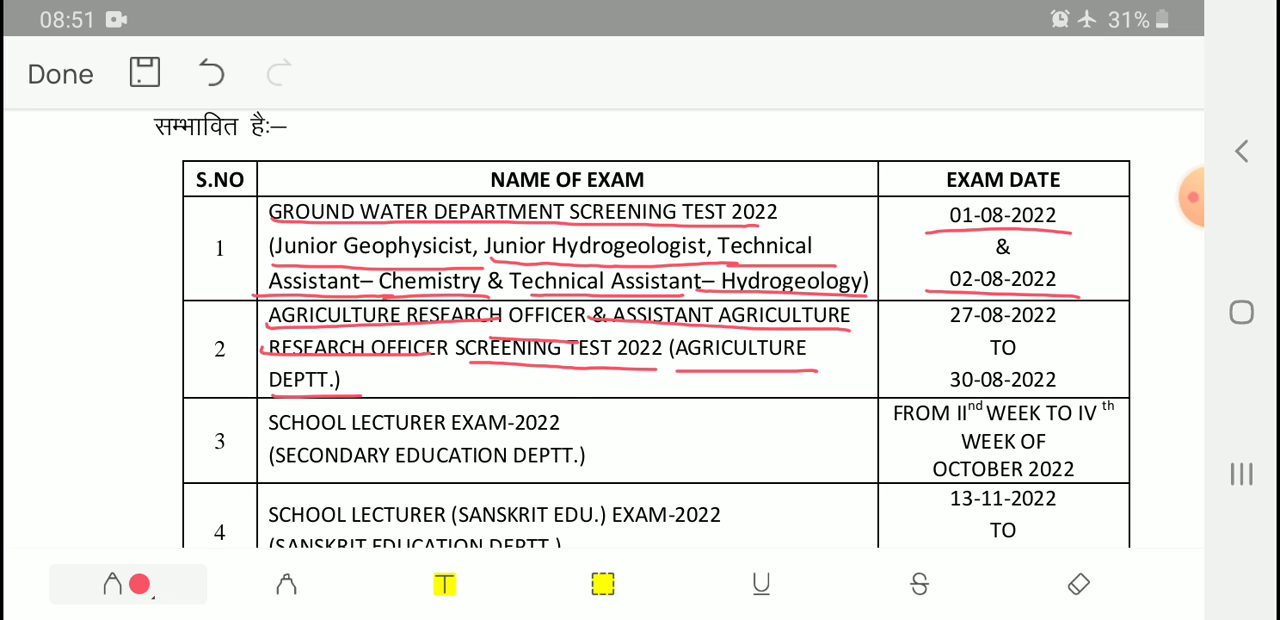 08:51
31%
Done
सम्भावित है:–
S.NO NAME OF EXAM EXAM DATE
1
GROUND WATER DEPARTMENT SCREENING TEST 2022
(Junior Geophysicist, Junior Hydrogeologist, Technical
Assistant– Chemistry & Technical Assistant– Hydrogeology)
01-08-2022
&
02-08-2022
2
AGRICULTURE RESEARCH OFFICER & ASSISTANT AGRICULTURE
RESEARCH OFFICER SCREENING TEST 2022 (AGRICULTURE
DEPTT.)
27-08-2022
TO
30-08-2022
3
SCHOOL LECTURER EXAM-2022
(SECONDARY EDUCATION DEPTT.)
FROM IInd WEEK TO IV th
WEEK OF
OCTOBER 2022
4
SCHOOL LECTURER (SANSKRIT EDU.) EXAM-2022
(SANSKRIT EDUCATION DEPTT.)
13-11-2022
TO
T
U
S